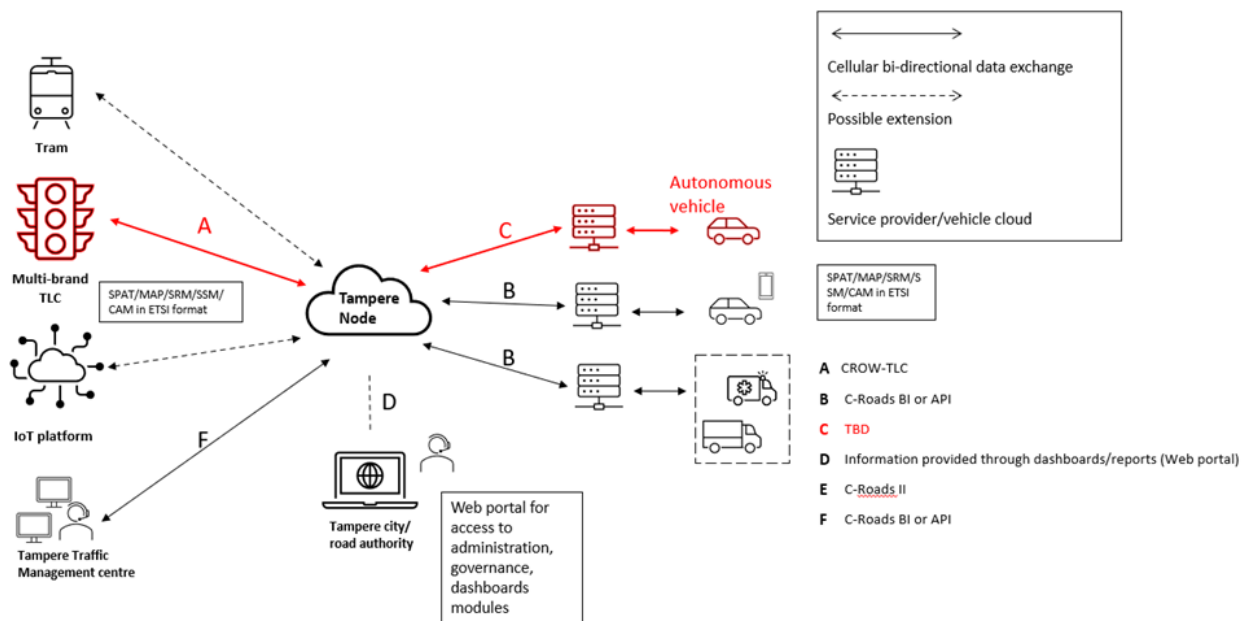 Tram
Multi-brand
TLC
SPAT/MAP/SRM/SSM/
CAM in ETSI format
IoT platform
Tampere Traffic
Management centre
A
F
Tampere
Node
D
Tampere city/
road authority
Web portal for
access to
administration,
governance,
dashboards
modules
C
B
B
Autonomous
vehicle
Cellular bi-directional data exchange
Possible extension
Service provider/vehicle cloud
SPAT/MAP/SRM/S
SM/CAM in ETSI
format
A CROW-TLC
B C-Roads BI or API
C TBD
D Information provided through dashboards/reports (Web portal)
E C-Roads II
F C-Roads BI or API